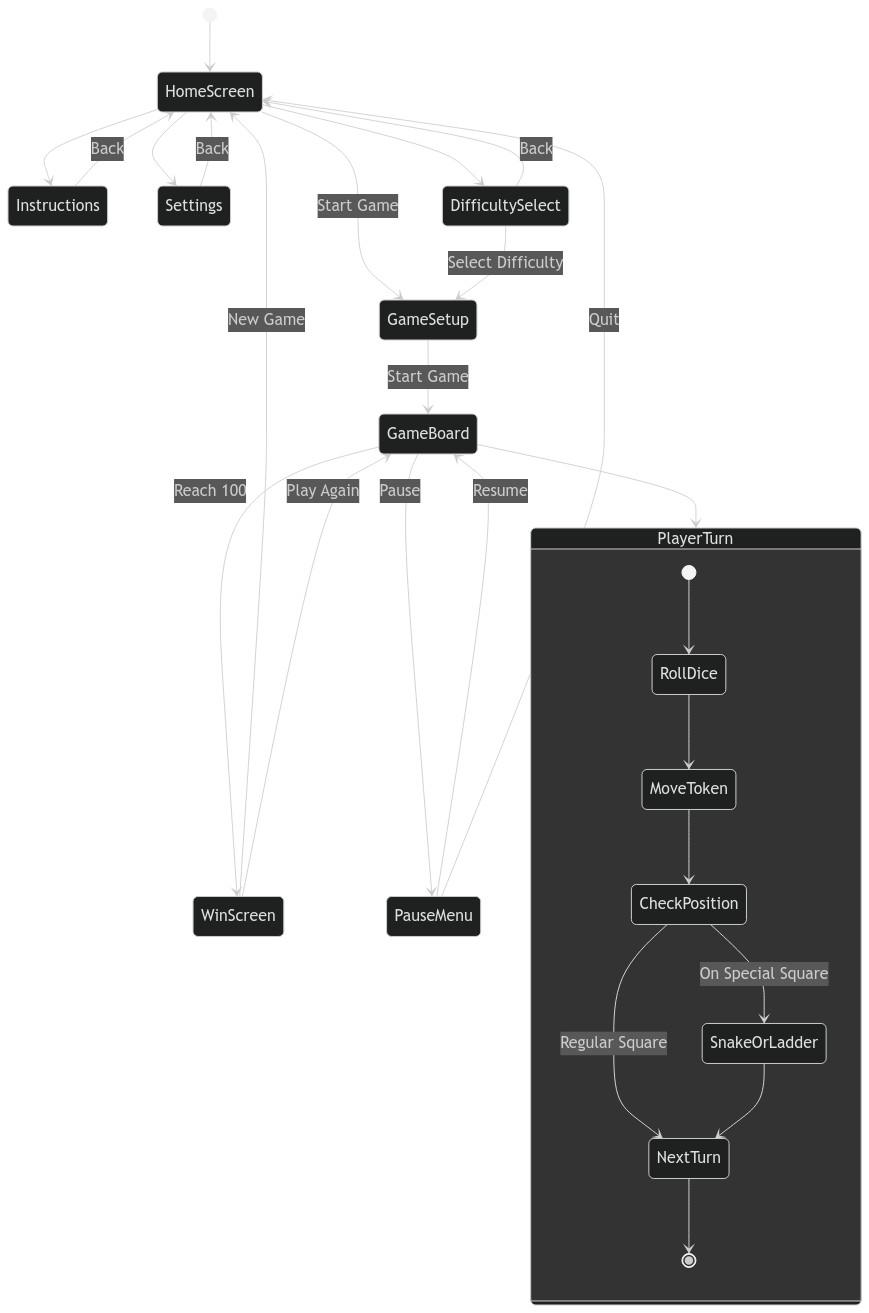 HomeScreen
Back
Back
Back
Instructions
Settings
Start Game
DifficultySelect
Select Difficulty
GameSetup
New Game
Quit
Start Game
GameBoard
Reach 100
Play Again
Pause
Resume
PlayerTurn
RollDice
MoveToken
CheckPosition
WinScreen
PauseMenu
On Special Square
Regular Square
SnakeOrLadder
NextTurn